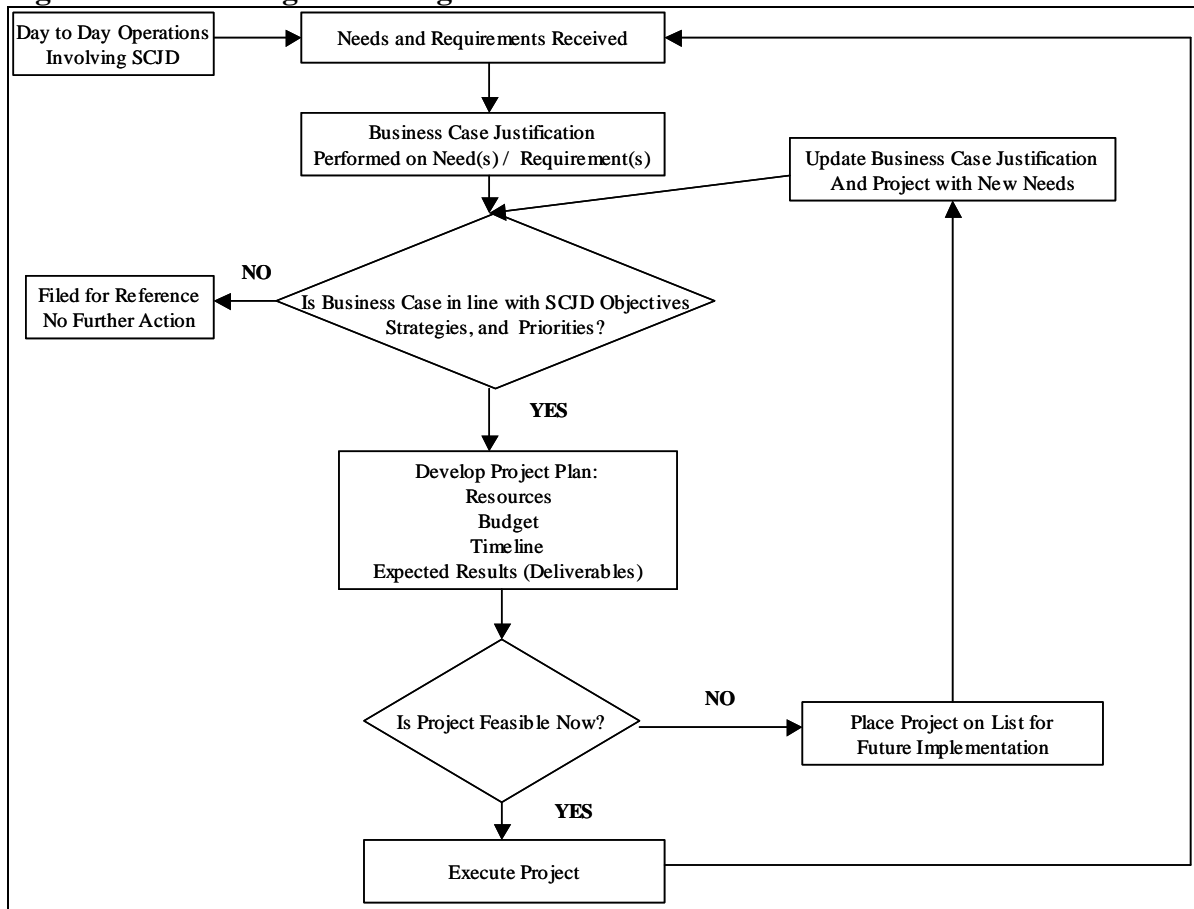 Day to Day Operations
Involving SCJD
Needs and Requirements Received
Business Case Justification
Performed on Need(s) / Requirement(s)
Update Business Case Justification
And Project with New Needs
NO
Filed for Reference
No Further Action
Is Business Case in line with SCJD Objectives
Strategies, and Priorities?
YES
Develop Project Plan:
Resources
Budget
Timeline
Expected Results (Deliverables)
Is Project Feasible Now?
NO
Place Project on List for
Future Implementation
YES
Execute Project